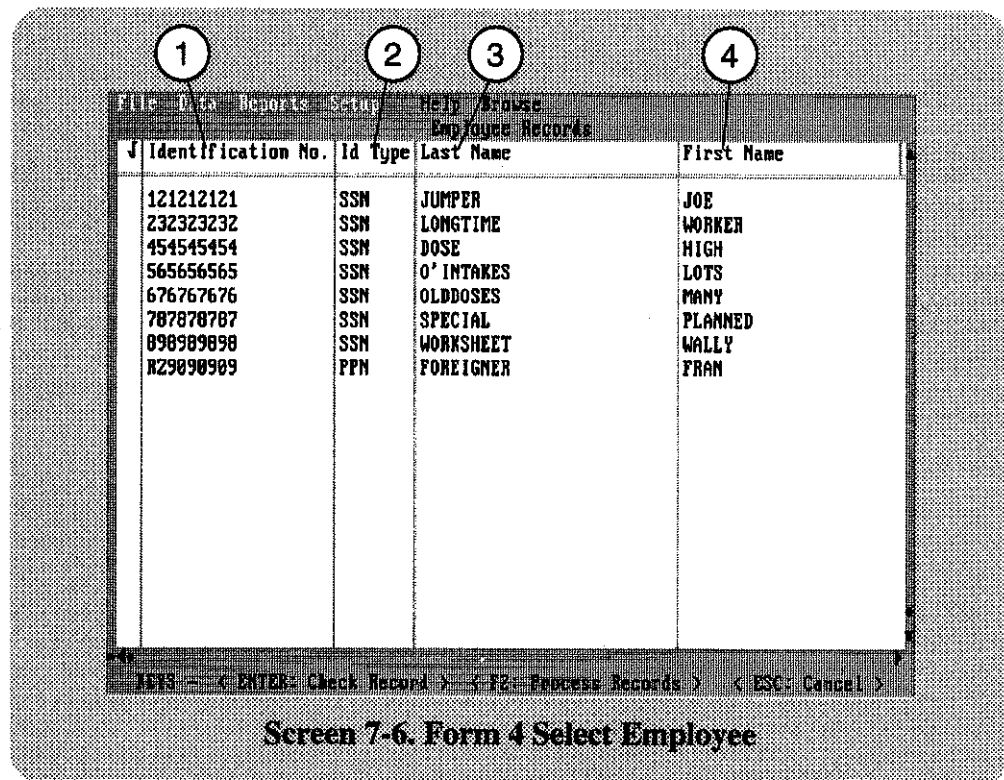 1 2 3 4
File Data Reports Setup Help Browse
Employee Records
√ Identification No. Id Type Last Name First Name
121212121 SSN JUMPER JOE
232323232 SSN LONGTIME WORKER
454545454 SSN DOSE HIGH
565656565 SSN O'INTAKES LOTS
676767676 SSN OLDDOSES MANY
787878787 SSN SPECIAL PLANNED
898989898 SSN WORKSHEET WALLY
RZ9090909 PPN FOREIGNER FRAN
KEYS - < ENTER: Check Record > < F2: Process Records > < ESC: Cancel >
Screen 7-6. Form 4 Select Employee